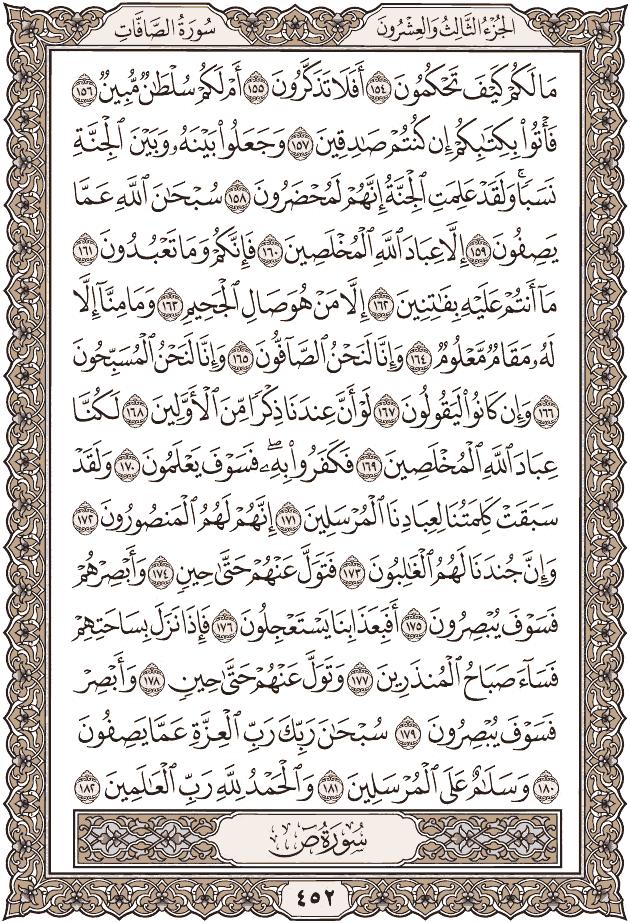 سُورَةُ الصَّافَّاتِ
الجُزْءُ الثَّالِثُ وَالعِشْرُونَ
مَا لَكُمْ كَيْفَ تَحْكُمُونَ ١٥٤ أَفَلَا تَذَكَّرُونَ ١٥٥ أَمْ لَكُمْ سُلْطَٰنٌ مُّبِينٌ ١٥٦
فَأْتُوا۟ بِكِتَٰبِكُمْ إِن كُنتُمْ صَٰدِقِينَ ١٥٧ وَجَعَلُوا۟ بَيْنَهُۥ وَبَيْنَ ٱلْجِنَّةِ
نَسَبًۭا ۚ وَلَقَدْ عَلِمَتِ ٱلْجِنَّةُ إِنَّهُمْ لَمُحْضَرُونَ ١٥٨ سُبْحَٰنَ ٱللَّهِ عَمَّا
يَصِفُونَ ١٥٩ إِلَّا عِبَادَ ٱللَّهِ ٱلْمُخْلَصِينَ ١٦٠ فَإِنَّكُمْ وَمَا تَعْبُدُونَ ١٦١
مَآ أَنتُمْ عَلَيْهِ بِفَٰتِنِينَ ١٦٢ إِلَّا مَنْ هُوَ صَالِ ٱلْجَحِيمِ ١٦٣ وَمَا مِنَّآ إِلَّا
لَهُۥ مَقَامٌ مَّعْلُومٌ ١٦٤ وَإِنَّا لَنَحْنُ ٱلصَّآفُّونَ ١٦٥ وَإِنَّا لَنَحْنُ ٱلْمُسَبِّحُونَ
١٦٦ وَإِن كَانُوا۟ لَيَقُولُونَ ١٦٧ لَوْ أَنَّ عِندَنَا ذِكْرًا مِّنَ ٱلْأَوَّلِينَ ١٦٨ لَكُنَّا
عِبَادَ ٱللَّهِ ٱلْمُخْلَصِينَ ١٦٩ فَكَفَرُوا۟ بِهِۦ ۖ فَسَوْفَ يَعْلَمُونَ ١٧٠ وَلَقَدْ
سَبَقَتْ كَلِمَتُنَا لِعِبَادِنَا ٱلْمُرْسَلِينَ ١٧١ إِنَّهُمْ لَهُمُ ٱلْمَنصُورُونَ ١٧٢
وَإِنَّ جُندَنَا لَهُمُ ٱلْغَٰلِبُونَ ١٧٣ فَتَوَلَّ عَنْهُمْ حَتَّىٰ حِينٍ ١٧٤ وَأَبْصِرْهُمْ
فَسَوْفَ يُبْصِرُونَ ١٧٥ أَفَبِعَذَابِنَا يَسْتَعْجِلُونَ ١٧٦ فَإِذَا نَزَلَ بِسَاحَتِهِمْ
فَسَآءَ صَبَاحُ ٱلْمُنذَرِينَ ١٧٧ وَتَوَلَّ عَنْهُمْ حَتَّىٰ حِينٍ ١٧٨ وَأَبْصِرْ
فَسَوْفَ يُبْصِرُونَ ١٧٩ سُبْحَٰنَ رَبِّكَ رَبِّ ٱلْعِزَّةِ عَمَّا يَصِفُونَ
١٨٠ وَسَلَٰمٌ عَلَى ٱلْمُرْسَلِينَ ١٨١ وَٱلْحَمْدُ لِلَّهِ رَبِّ ٱلْعَٰلَمِينَ ١٨٢
سُورَةُ ص
٤٥٢